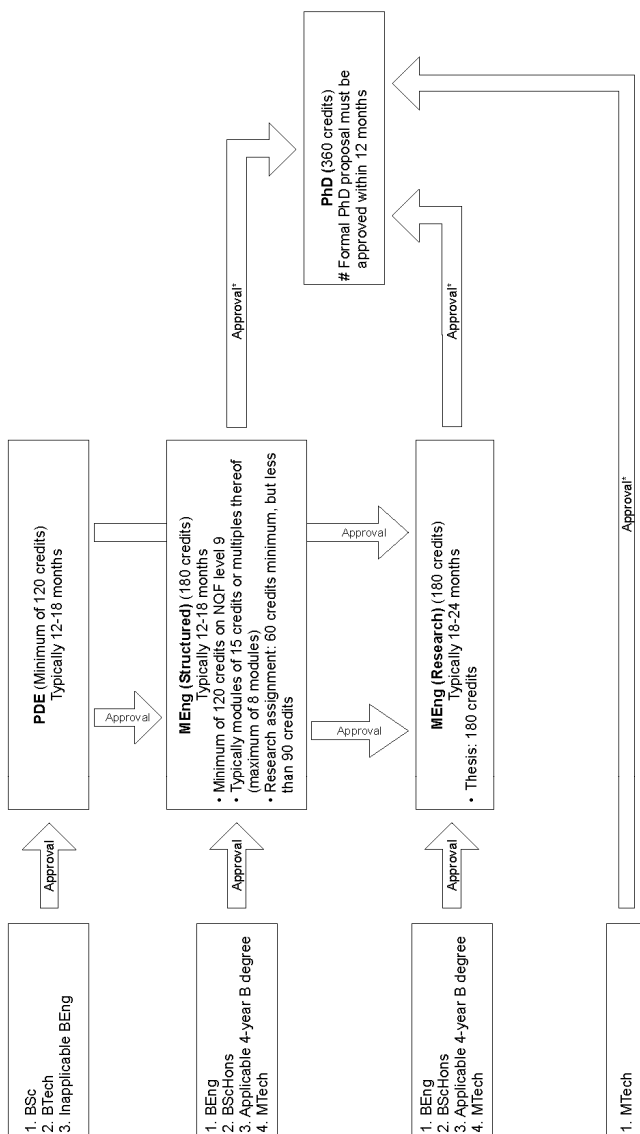 1. BSc
2. BTech
3. Inapplicable BEng
Approval
PDE (Minimum of 120 credits)
Typically 12-18 months
Approval
Approval
1. BEng
2. BScHons
3. Applicable 4-year B degree
4. MTech
Approval
MEng (Structured) (180 credits)
Typically 12-18 months
• Minimum of 120 credits on NQF level 9
• Typically modules of 15 credits or multiples thereof
(maximum of 8 modules)
• Research assignment: 60 credits minimum, but less
than 90 credits
Approval
Approval*
1. BEng
2. BScHons
3. Applicable 4-year B degree
4. MTech
Approval
MEng (Research) (180 credits)
Typically 18-24 months
• Thesis: 180 credits
Approval*
PhD (360 credits)
# Formal PhD proposal must be
approved within 12 months
1. MTech
Approval*